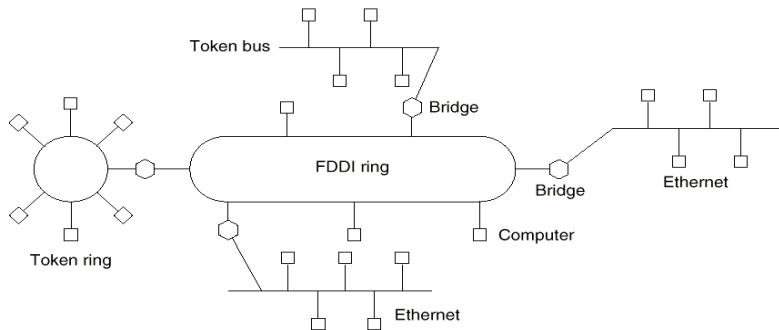 Token bus
Bridge
FDDI ring
Bridge
Ethernet
Computer
Token ring
Ethernet